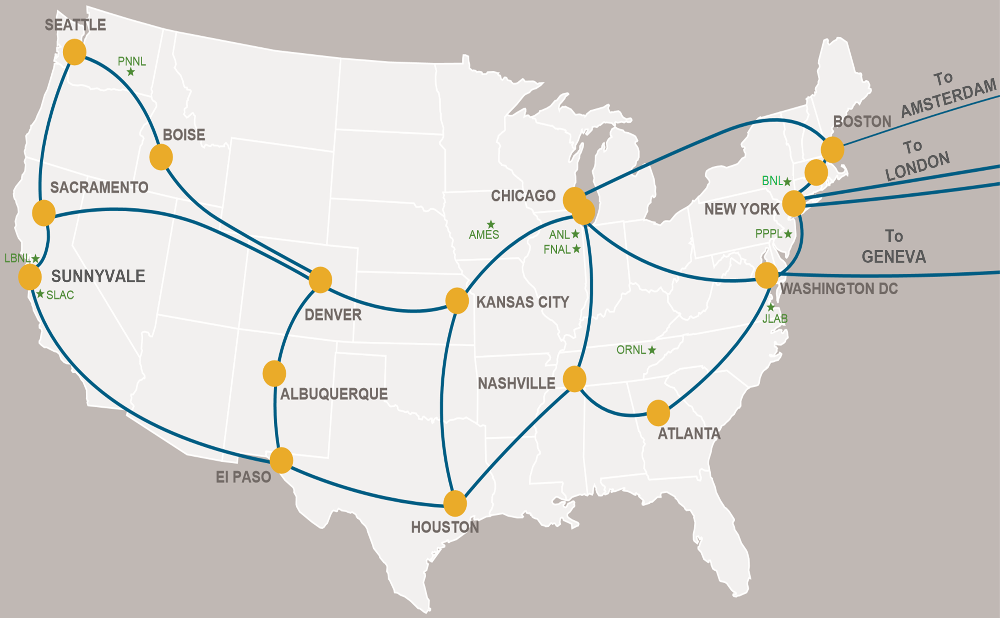 SEATTLE
PNNL
To
AMSTERDAM
BOSTON
BOISE
To
LONDON
SACRAMENTO
BNL
CHICAGO
NEW YORK
AMES
ANL
PPPL
To
GENEVA
FNAL
LBNL
SUNNYVALE
SLAC
WASHINGTON DC
KANSAS CITY
DENVER
JLAB
ORNL
NASHVILLE
ALBUQUERQUE
ATLANTA
El PASO
HOUSTON